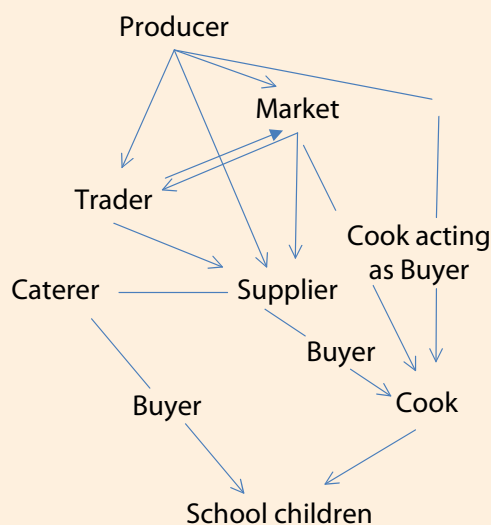 Producer
Market
Trader
Cook acting
as Buyer
Caterer
Supplier
Buyer
Buyer
Cook
School children